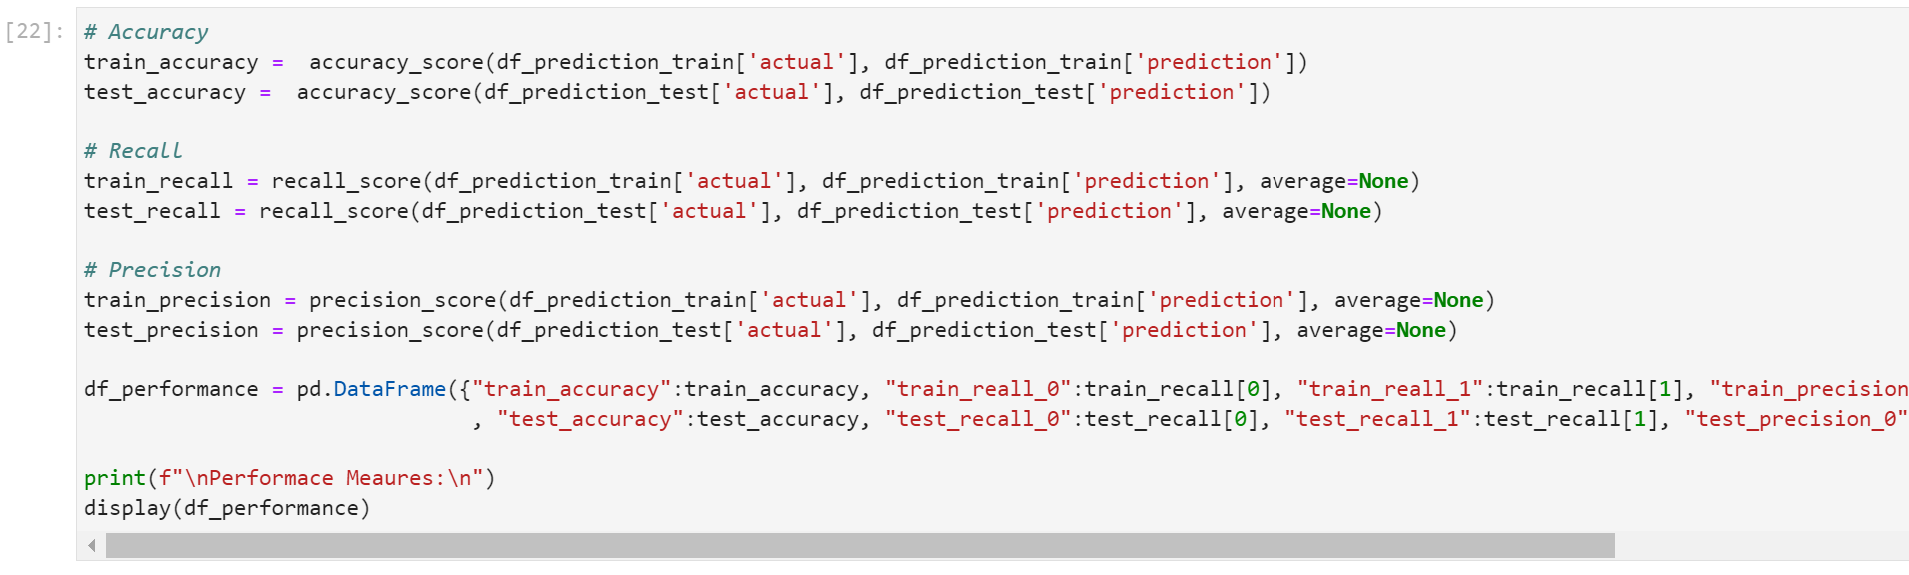 [22]:
# Accuracy
train_accuracy =  accuracy_score(df_prediction_train['actual'], df_prediction_train['prediction'])
test_accuracy =  accuracy_score(df_prediction_test['actual'], df_prediction_test['prediction'])
# Recall
train_recall = recall_score(df_prediction_train['actual'], df_prediction_train['prediction'], average=None)
test_recall = recall_score(df_prediction_test['actual'], df_prediction_test['prediction'], average=None)
# Precision
train_precision = precision_score(df_prediction_train['actual'], df_prediction_train['prediction'], average=None)
test_precision = precision_score(df_prediction_test['actual'], df_prediction_test['prediction'], average=None)
df_performance = pd.DataFrame({"train_accuracy":train_accuracy, "train_reall_0":train_recall[0], "train_reall_1":train_recall[1], "train_precision
, "test_accuracy":test_accuracy, "test_recall_0":test_recall[0], "test_recall_1":test_recall[1], "test_precision_0"
print(f"\nPerformace Meaures:\n")
display(df_performance)